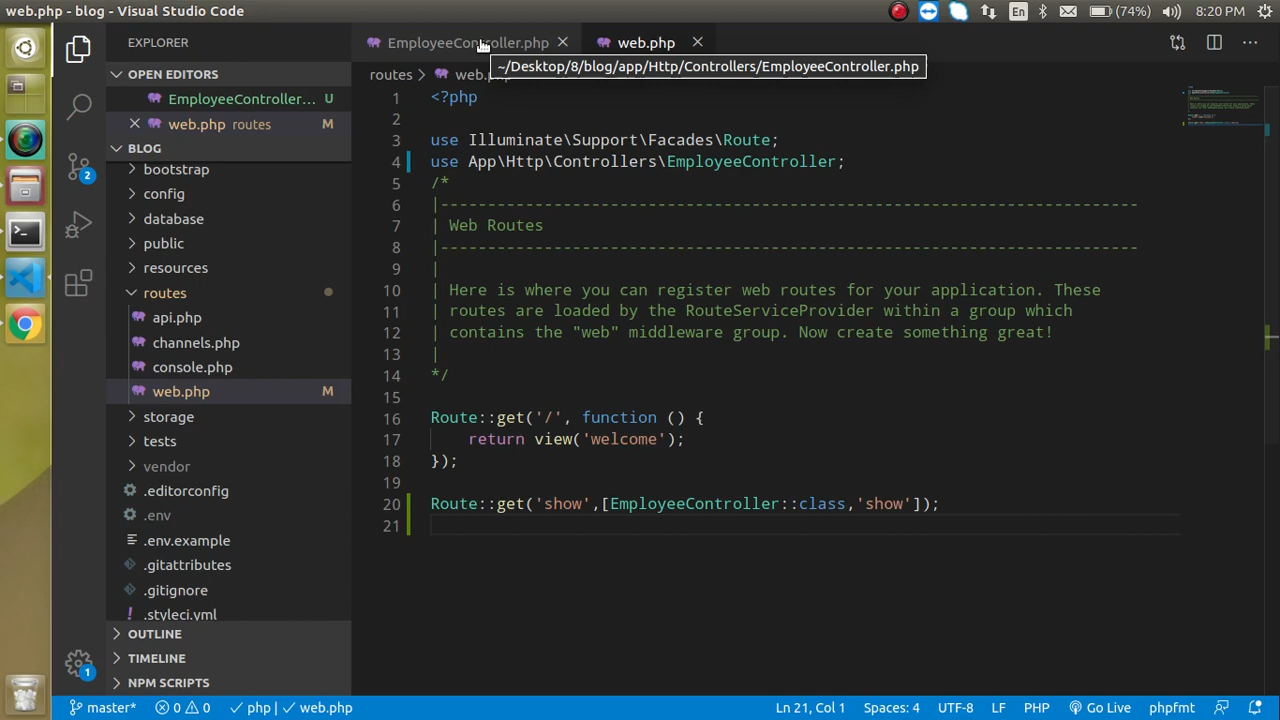 web.php - blog - Visual Studio Code
En
(74%)
8:20 PM
EXPLORER
EmployeeController.php
web.php
~/Desktop/8/blog/app/Http/Controllers/EmployeeController.php
OPEN EDITORS
EmployeeController... U
web.php routes M
BLOG
bootstrap
config
database
public
resources
routes
api.php
channels.php
console.php
web.php M
storage
tests
vendor
.editorconfig
.env
.env.example
.gitattributes
.gitignore
.styleci.yml
OUTLINE
TIMELINE
NPM SCRIPTS
2
1
routes > web.php
1 <?php
2
3 use Illuminate\Support\Facades\Route;
4 use App\Http\Controllers\EmployeeController;
5 /*
6 |--------------------------------------------------------------------------
7 | Web Routes
8 |--------------------------------------------------------------------------
9 |
10 | Here is where you can register web routes for your application. These
11 | routes are loaded by the RouteServiceProvider within a group which
12 | contains the "web" middleware group. Now create something great!
13 |
14 */
15
16 Route::get('/', function () {
17 return view('welcome');
18 });
19
20 Route::get('show',[EmployeeController::class,'show']);
21
master*
0
0
php | ✓ web.php
Ln 21, Col 1
Spaces: 4
UTF-8
LF
PHP
Go Live
phpfmt